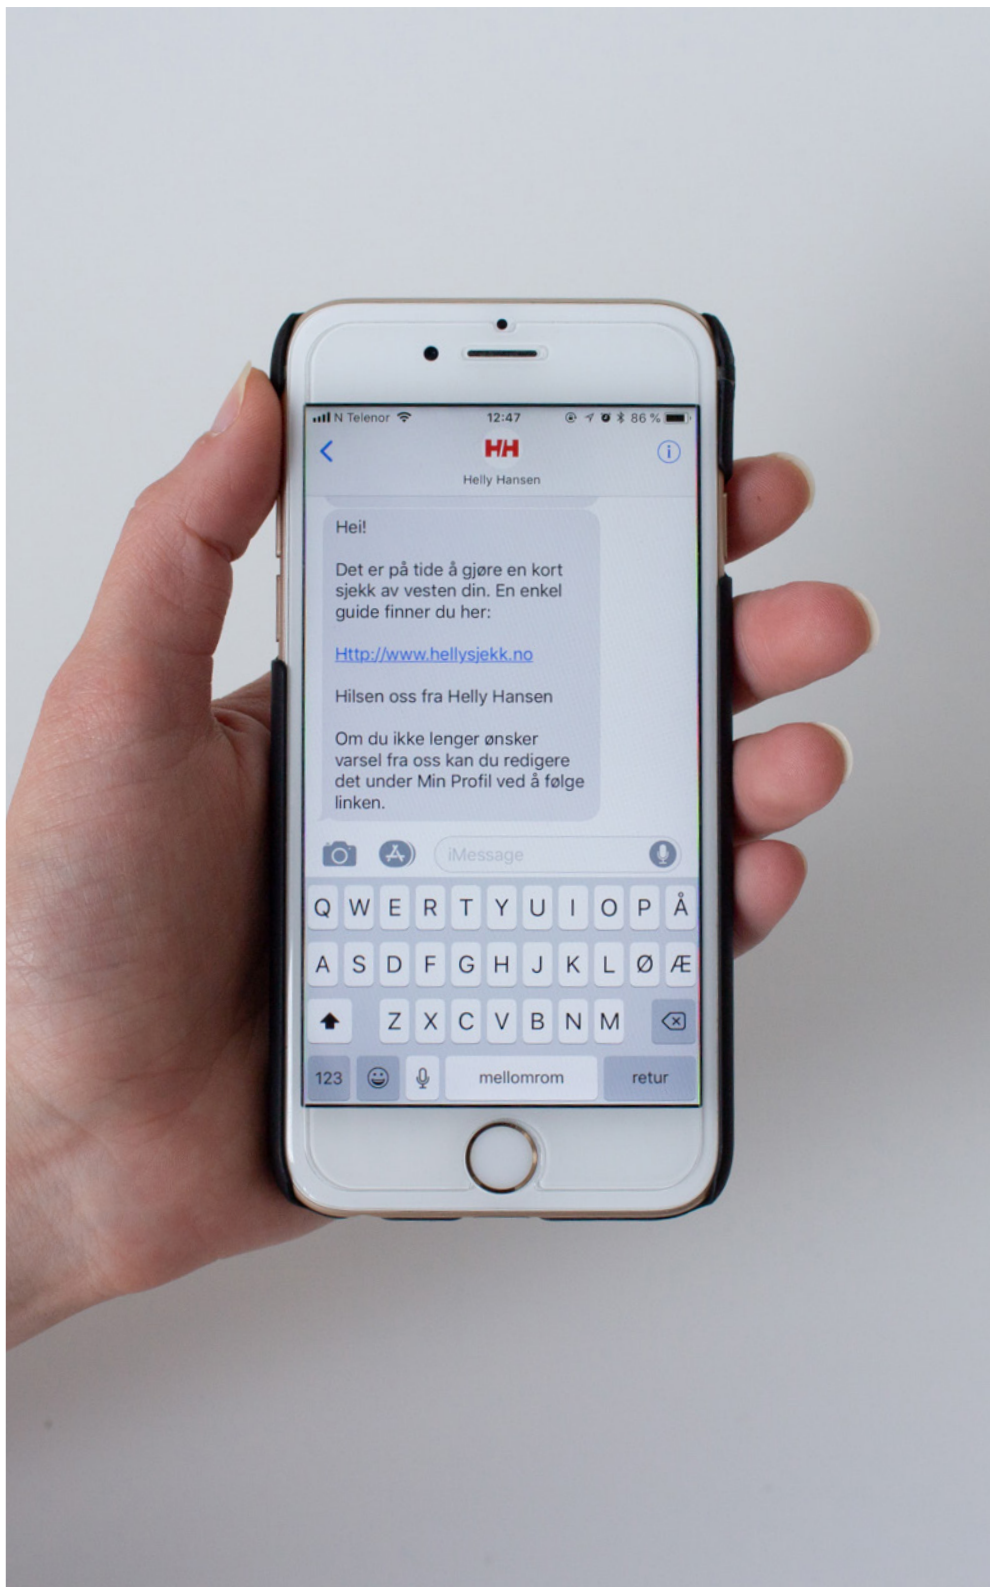 N Telenor 12:47 86 %
HH
Helly Hansen
Hei!
Det er på tide å gjøre en kort
sjekk av vesten din. En enkel
guide finner du her:
Http://www.hellysjekk.no
Hilsen oss fra Helly Hansen
Om du ikke lenger ønsker
varsel fra oss kan du redigere
det under Min Profil ved å følge
linken.
iMessage
Q W E R T Y U I O P Å
A S D F G H J K L Ø Æ
Z X C V B N M
123 mellomrom retur